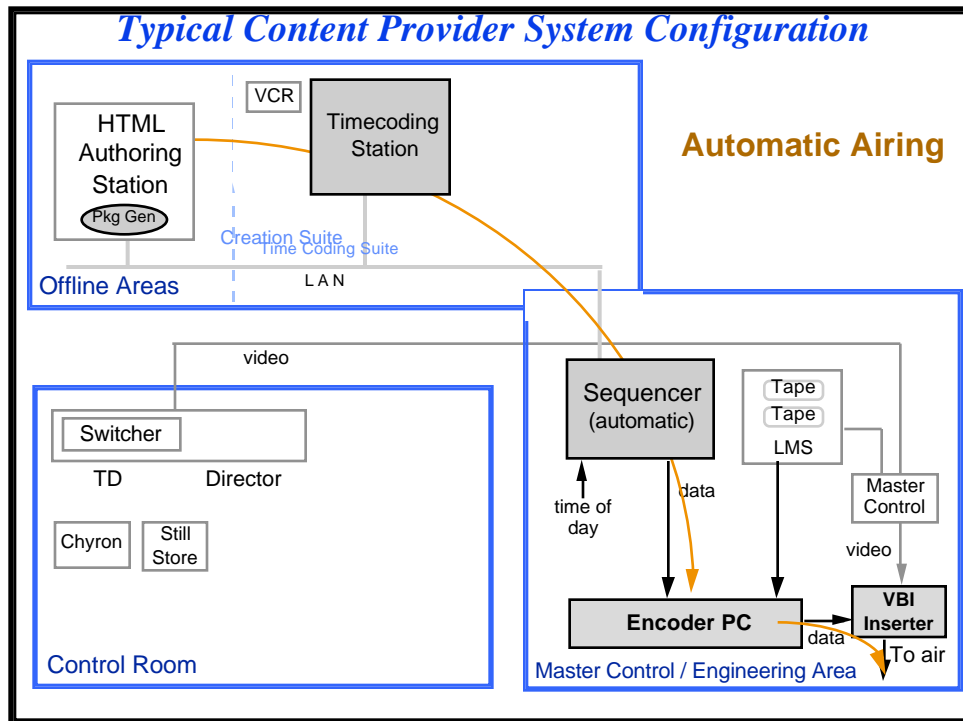 Typical Content Provider System Configuration
VCR
HTML
Authoring
Station
Pkg Gen
Timecoding
Station
Automatic Airing
Creation Suite
Time Coding Suite
L A N
Offline Areas
video
Switcher
TD
Director
Chyron
Still
Store
Control Room
Sequencer
(automatic)
Tape
Tape
LMS
time of
day
data
Master
Control
video
Encoder PC
data
VBI
Inserter
To air
Master Control / Engineering Area